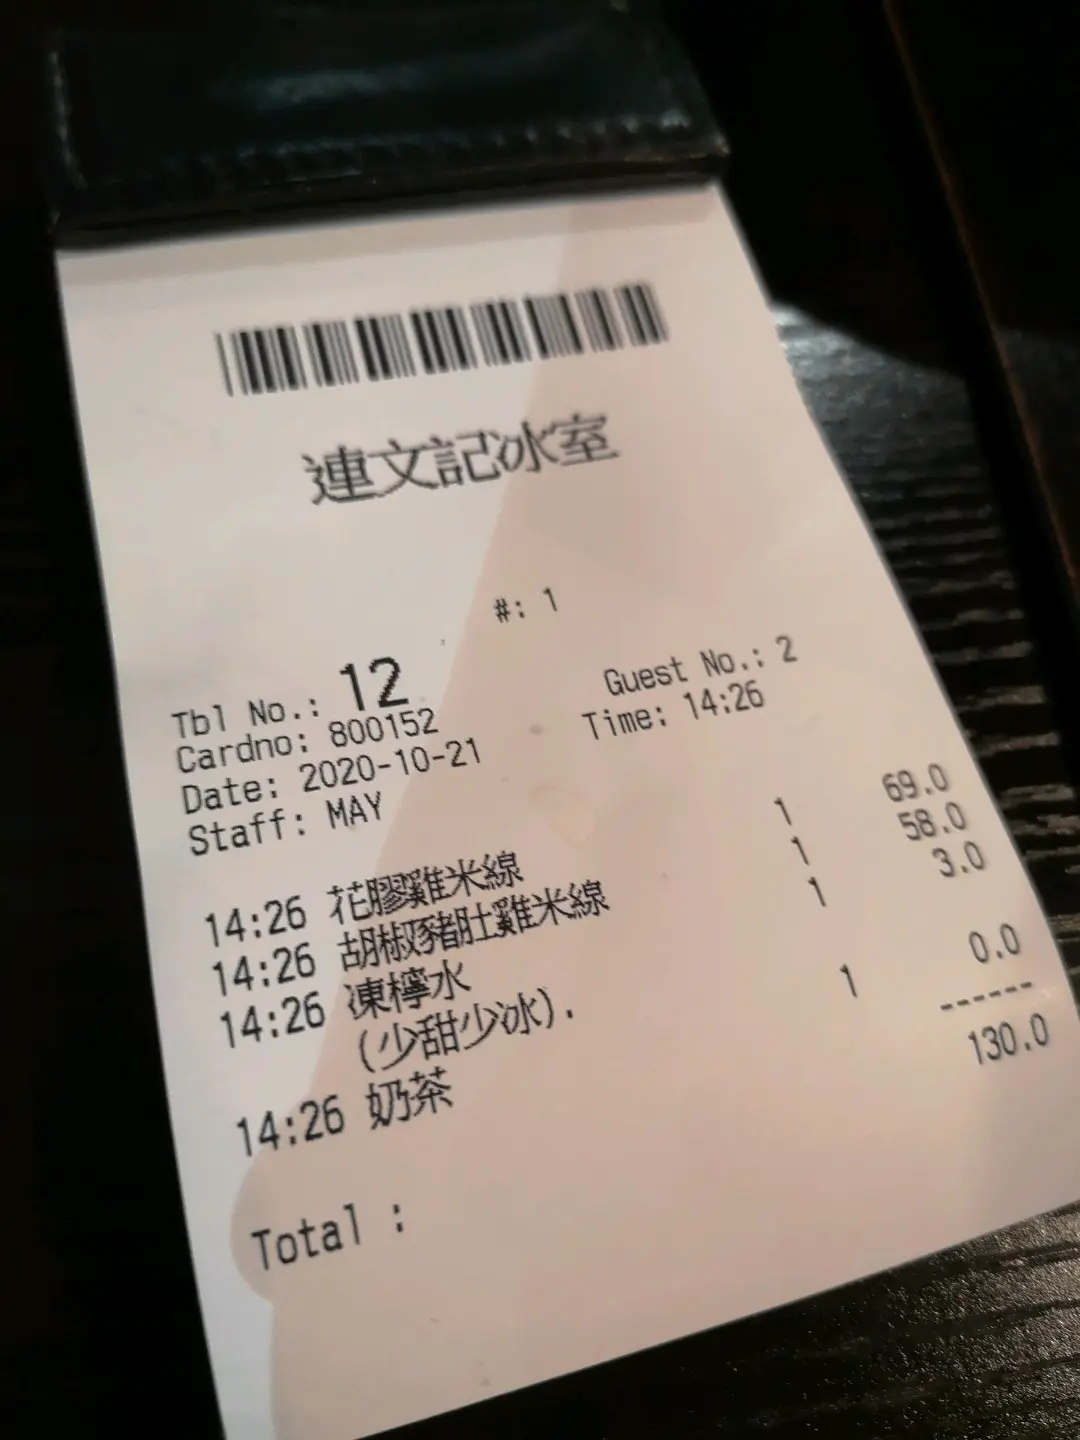 連文記冰室
#: 1
Tbl No.: 12 Guest No.: 2
Cardno: 800152 Time: 14:26
Date: 2020-10-21
Staff: MAY
14:26 花膠雞米線 1 69.0
14:26 胡椒豬肚雞米線 1 58.0
14:26 凍檸水 1 3.0
(少甜少冰).
14:26 奶茶 1 0.0
------
Total : 130.0